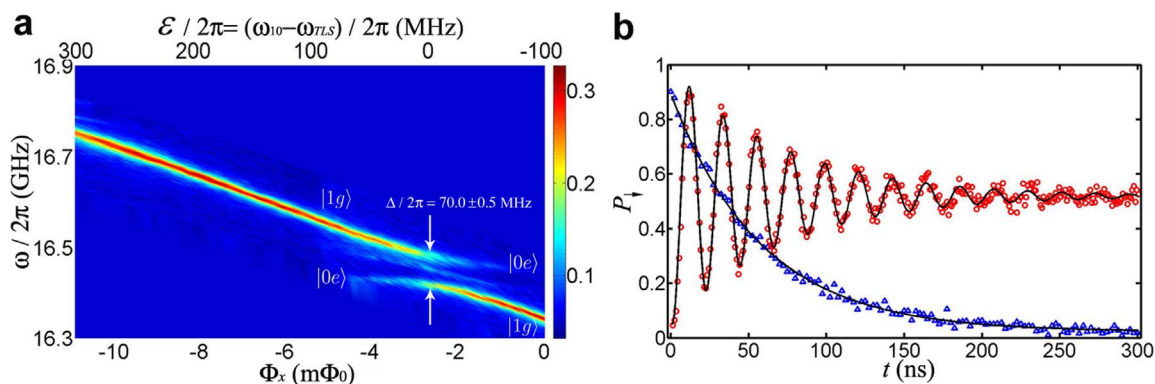 a
ε / 2π = (ω₁₀−ω_TLS) / 2π (MHz)
300 200 100 0 -100
16.9
16.7
16.5
16.3
ω / 2π (GHz)
|1g⟩
Δ / 2π = 70.0 ±0.5 MHz
|0e⟩
|0e⟩
|1g⟩
-10 -8 -6 -4 -2 0
Φₓ (mΦ₀)
0.3
0.2
0.1
b
1
0.8
0.6
0.4
0.2
0
P↓
0 50 100 150 200 250 300
t (ns)